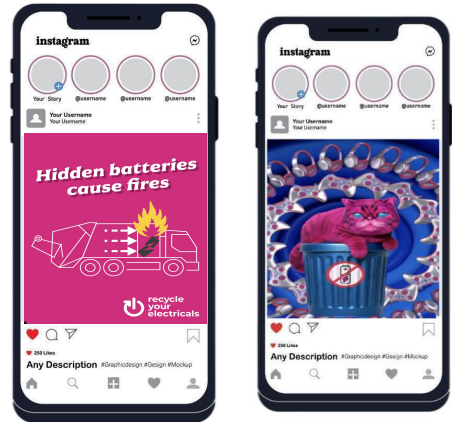 instagram
Your Story @username @username @username
Your Username
Your Username
Hidden batteries
cause fires
recycle
your
electricals
250 Likes
Any Description #Graphicdesign #Gesign #Mockup
instagram
Your Story @username @username @username
Your Username
Your Username
250 Likes
Any Description #Graphicdesign #Gesign #Mockup